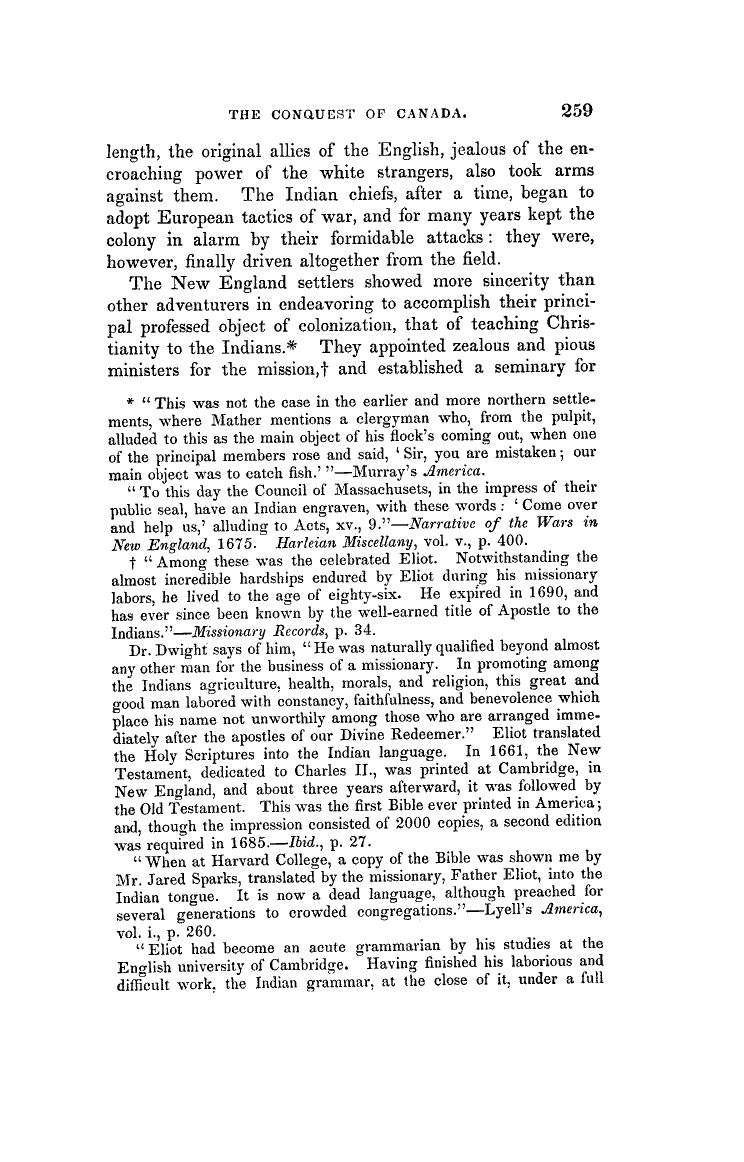 THE CONQUEST OF CANADA. 259
length, the original allies of the English, jealous of the en-
croaching power of the white strangers, also took arms
against them. The Indian chiefs, after a time, began to
adopt European tactics of war, and for many years kept the
colony in alarm by their formidable attacks: they were,
however, finally driven altogether from the field.
The New England settlers showed more sincerity than
other adventurers in endeavoring to accomplish their princi-
pal professed object of colonization, that of teaching Chris-
tianity to the Indians.* They appointed zealous and pious
ministers for the mission,† and established a seminary for
* "This was not the case in the earlier and more northern settle-
ments, where Mather mentions a clergyman who, from the pulpit,
alluded to this as the main object of his flock's coming out, when one
of the principal members rose and said, 'Sir, you are mistaken; our
main object was to catch fish.'"—Murray's America.
"To this day the Council of Massachusets, in the impress of their
public seal, have an Indian engraven, with these words: 'Come over
and help us,' alluding to Acts, xv., 9."—Narrative of the Wars in
New England, 1675. Harleian Miscellany, vol. v., p. 400.
† "Among these was the celebrated Eliot. Notwithstanding the
almost incredible hardships endured by Eliot during his missionary
labors, he lived to the age of eighty-six. He expired in 1690, and
has ever since been known by the well-earned title of Apostle to the
Indians."—Missionary Records, p. 34.
Dr. Dwight says of him, "He was naturally qualified beyond almost
any other man for the business of a missionary. In promoting among
the Indians agriculture, health, morals, and religion, this great and
good man labored with constancy, faithfulness, and benevolence which
place his name not unworthily among those who are arranged imme-
diately after the apostles of our Divine Redeemer." Eliot translated
the Holy Scriptures into the Indian language. In 1661, the New
Testament, dedicated to Charles II., was printed at Cambridge, in
New England, and about three years afterward, it was followed by
the Old Testament. This was the first Bible ever printed in America;
and, though the impression consisted of 2000 copies, a second edition
was required in 1685.—Ibid., p. 27.
"When at Harvard College, a copy of the Bible was shown me by
Mr. Jared Sparks, translated by the missionary, Father Eliot, into the
Indian tongue. It is now a dead language, although preached for
several generations to crowded congregations."—Lyell's America,
vol. i., p. 260.
"Eliot had become an acute grammarian by his studies at the
English university of Cambridge. Having finished his laborious and
difficult work, the Indian grammar, at the close of it, under a full